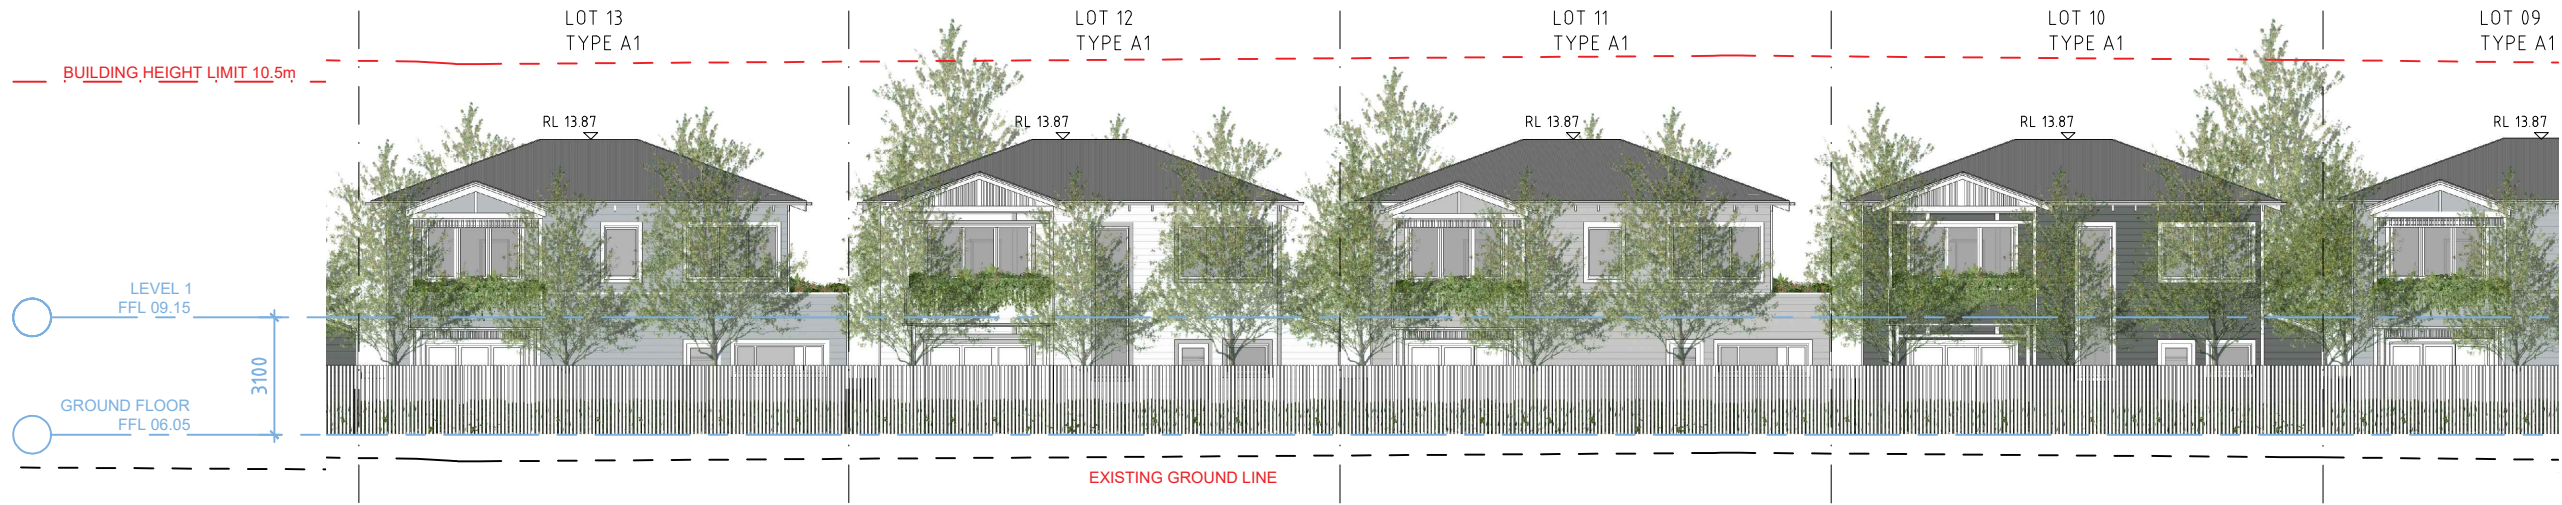 LOT 13
TYPE A1
LOT 12
TYPE A1
LOT 11
TYPE A1
LOT 10
TYPE A1
LOT 09
TYPE A1
BUILDING HEIGHT LIMIT 10.5m
RL 13.87
RL 13.87
RL 13.87
RL 13.87
RL 13.87
LEVEL 1
FFL 09.15
3100
GROUND FLOOR
FFL 06.05
EXISTING GROUND LINE